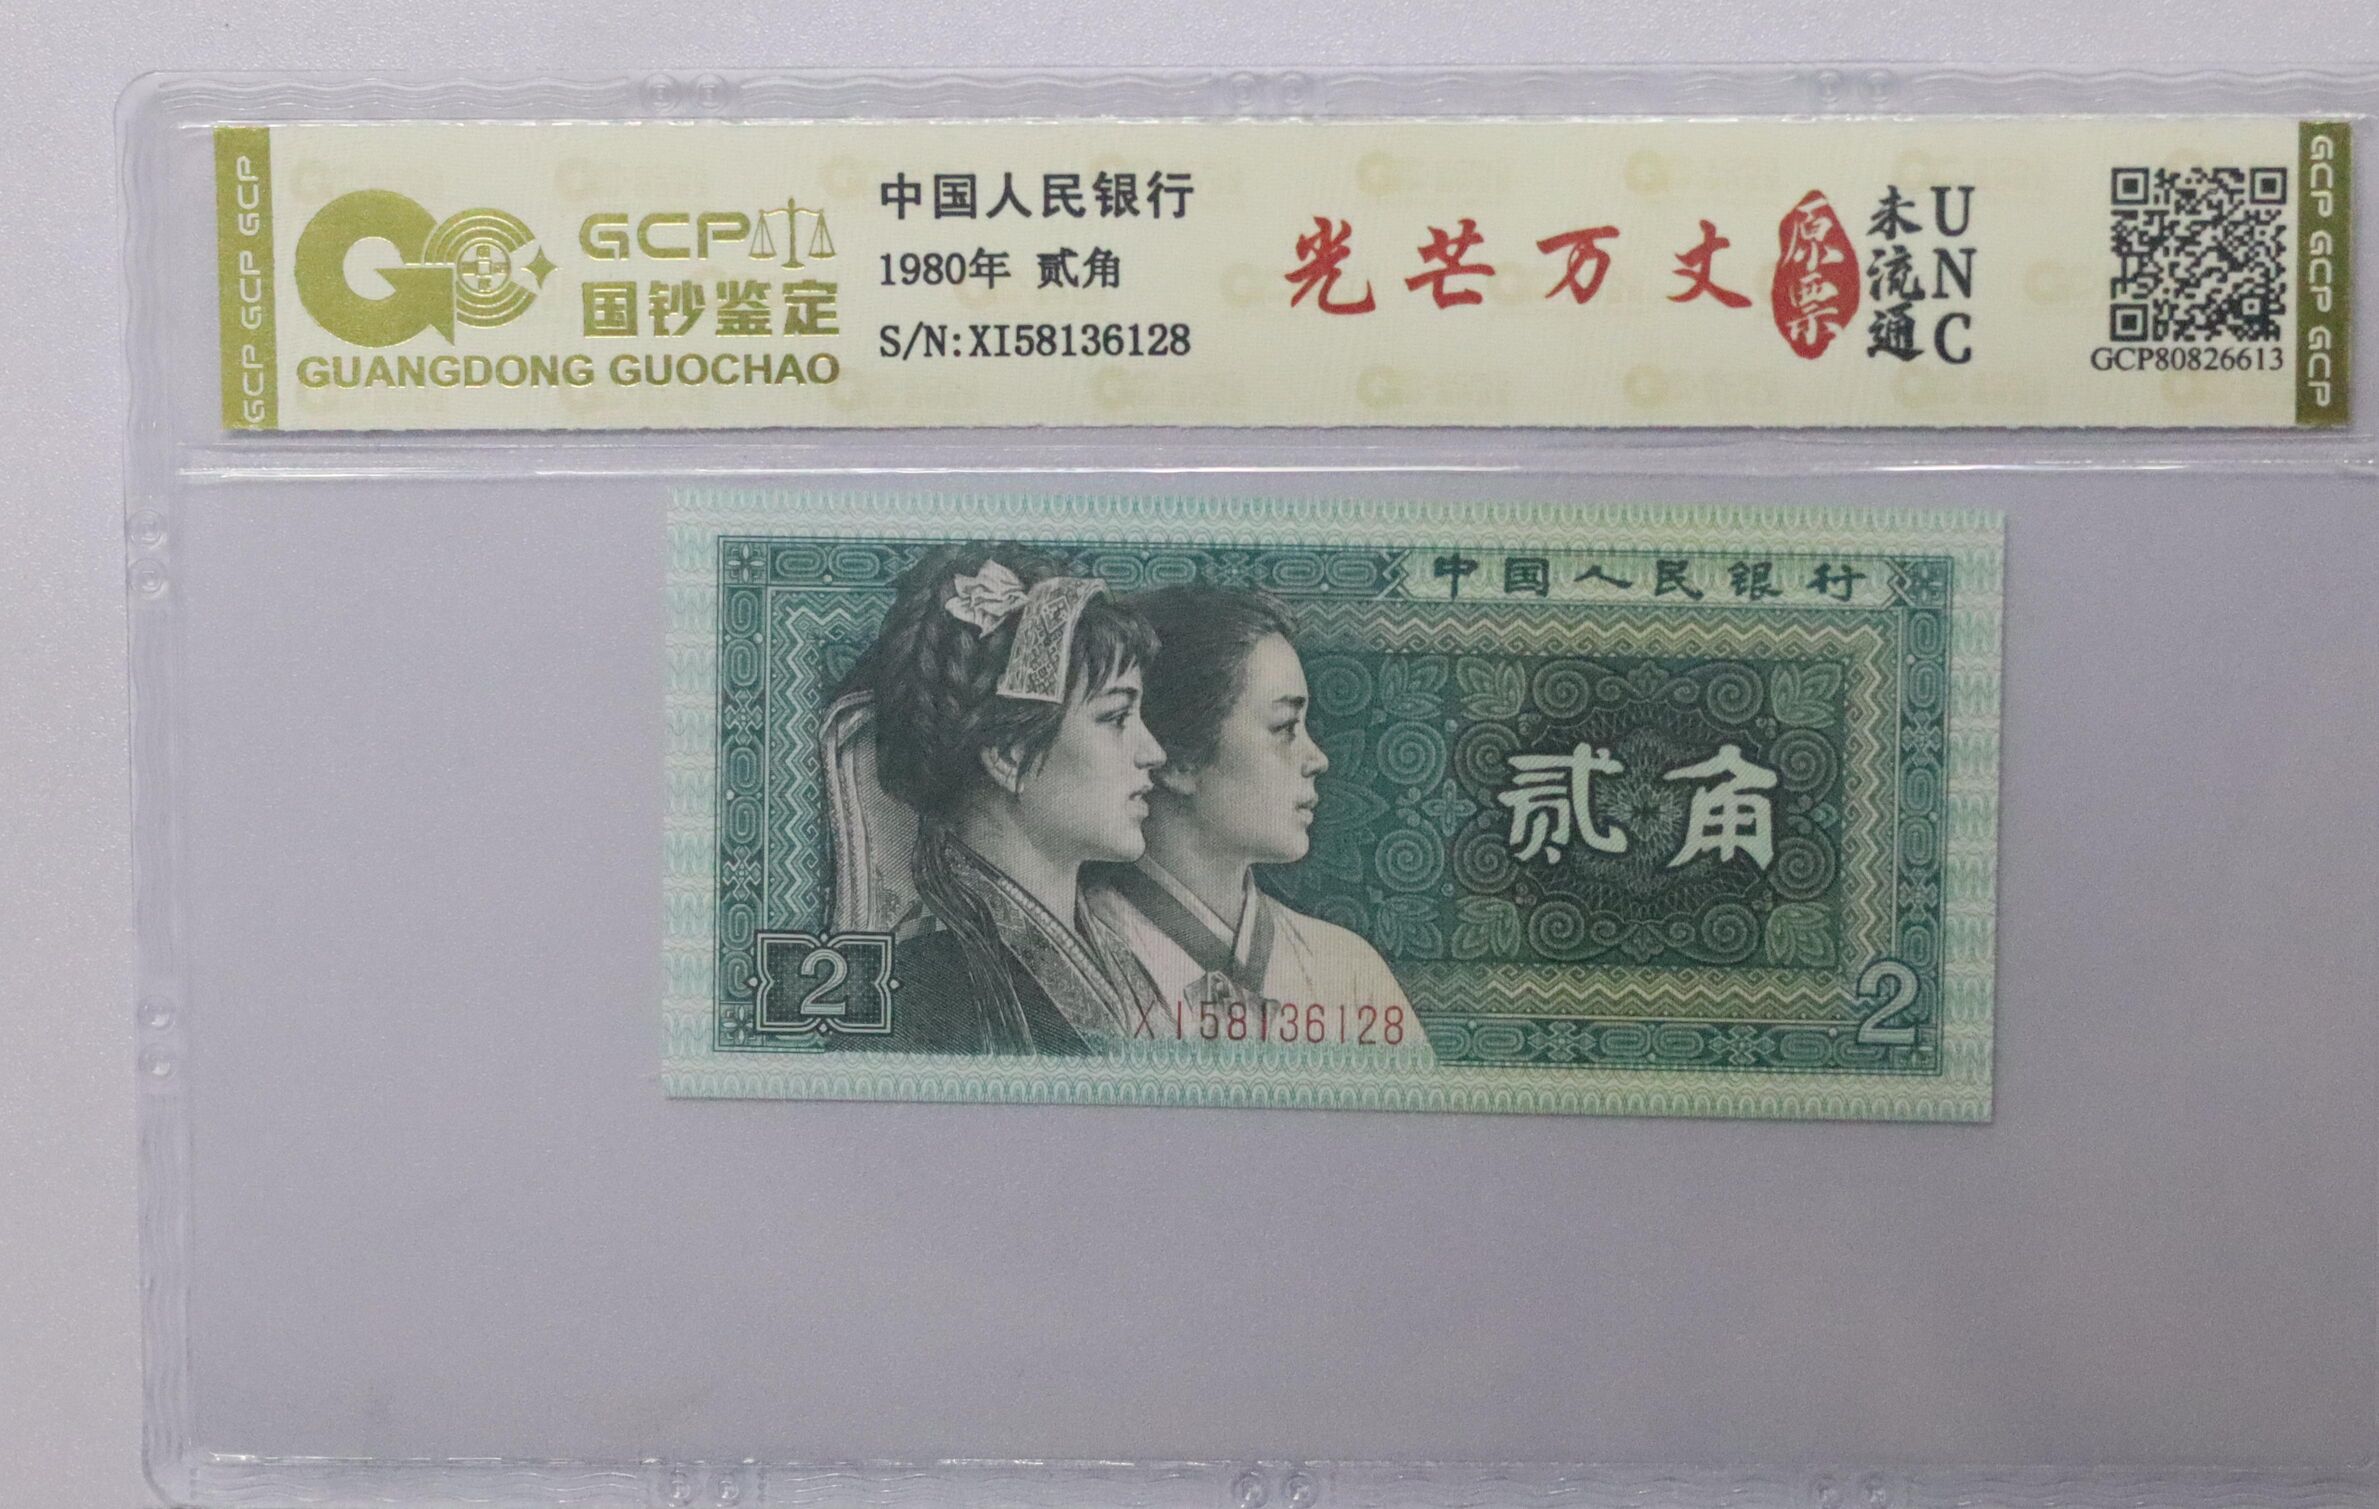 GCP GCP GCP
GCP
国钞鉴定
GUANGDONG GUOCHAO
中国人民银行
1980年 贰角
S/N:XI58136128
光芒万丈
原票
未流通
UNC
GCP80826613
GCP GCP GCP
中国人民银行
贰角
2
XI58136128
2